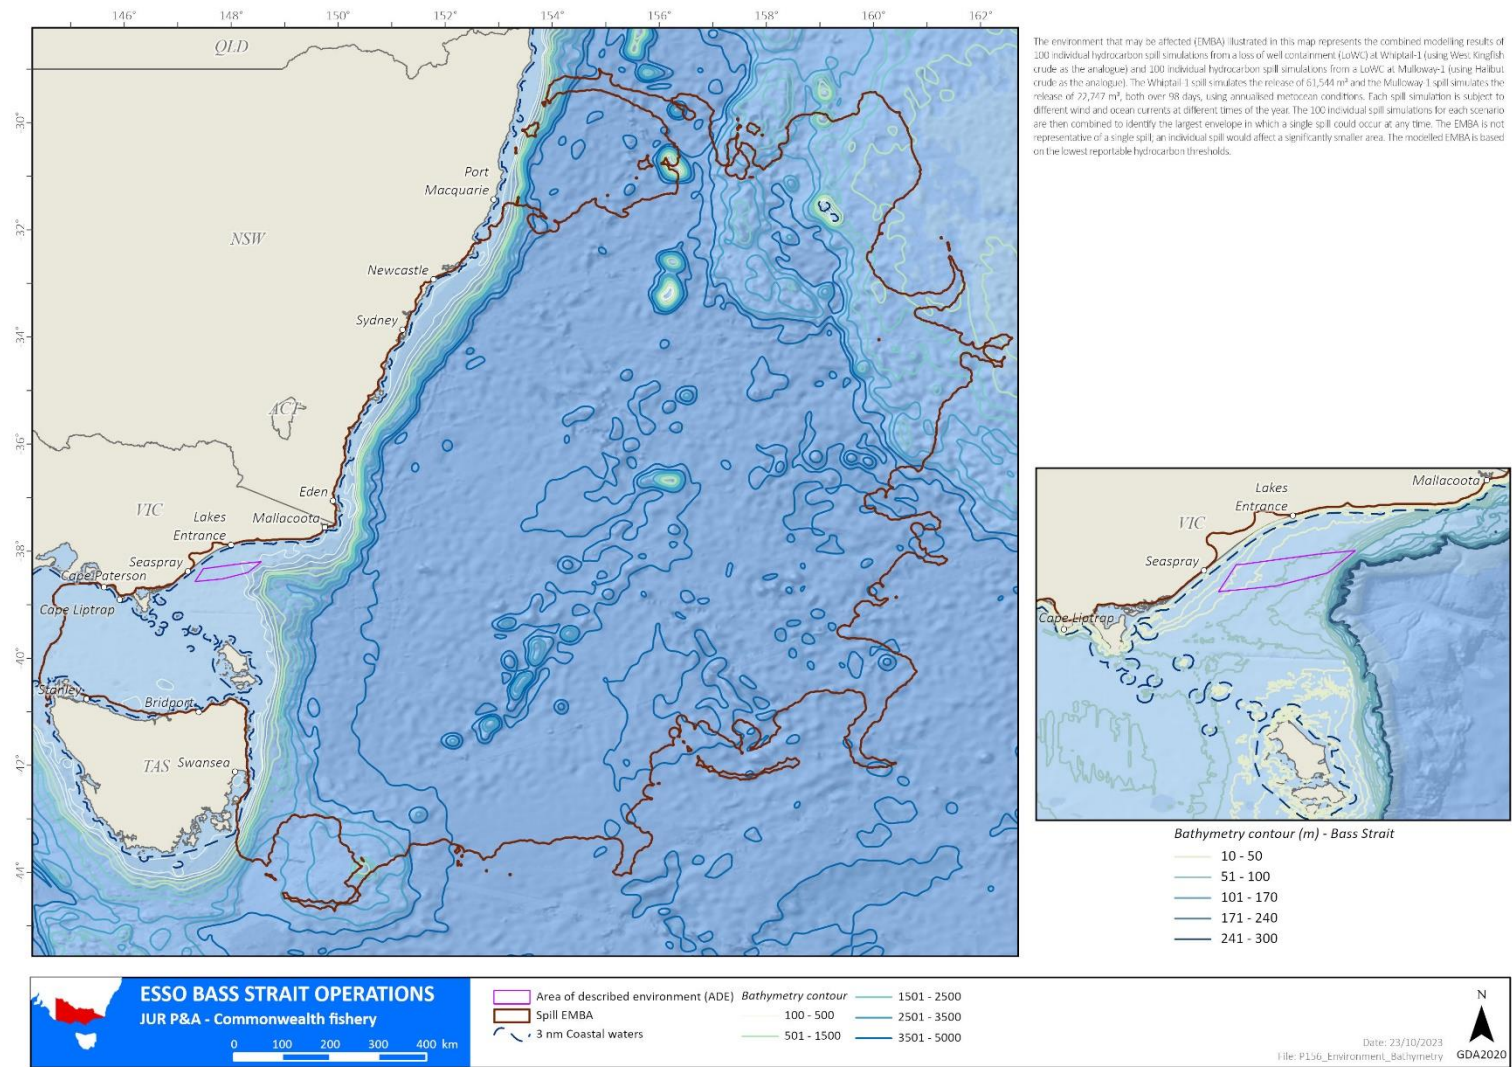 146° 148° 150° 152° 154° 156° 158° 160° 162°
The environment that may be affected (EMBA) illustrated in this map represents the combined modelling results of
100 individual hydrocarbon spill simulations from a loss of well containment (LoWC) at Whiptail-1 (using West Kingfish
crude as the analogue) and 100 individual hydrocarbon spill simulations from a LoWC at Mulloway-1 (using Halibut
crude as the analogue). The Whiptail-1 spill simulates the release of 61,544 m³ and the Mulloway-1 spill simulates the
release of 22,747 m³, both over 98 days, using annualised metocean conditions. Each spill simulation is subject to
different wind and ocean currents at different times of the year. The 100 individual spill simulations for each scenario
are then combined to identify the largest envelope in which a single spill could occur at any time. The EMBA is not
representative of a single spill; an individual spill would affect a significantly smaller area. The modelled EMBA is based
on the lowest reportable hydrocarbon thresholds.
QLD
30°
Port
Macquarie
32°
NSW
Newcastle
Sydney
34°
ACT
36°
Eden
VIC
Lakes
Entrance
Mallacoota
38°
Seaspray
Cape Paterson
Cape Liptrap
40°
Stanley
Bridport
42°
TAS
Swansea
44°
Lakes
Entrance
Mallacoota
VIC
Seaspray
Cape Liptrap
Bathymetry contour (m) - Bass Strait
10 - 50
51 - 100
101 - 170
171 - 240
241 - 300
ESSO BASS STRAIT OPERATIONS
JUR P&A - Commonwealth fishery
0 100 200 300 400 km
Area of described environment (ADE)
Spill EMBA
3 nm Coastal waters
Bathymetry contour
100 - 500
501 - 1500
1501 - 2500
2501 - 3500
3501 - 5000
Date: 23/10/2023
File: P156_Environment_Bathymetry
N
GDA2020